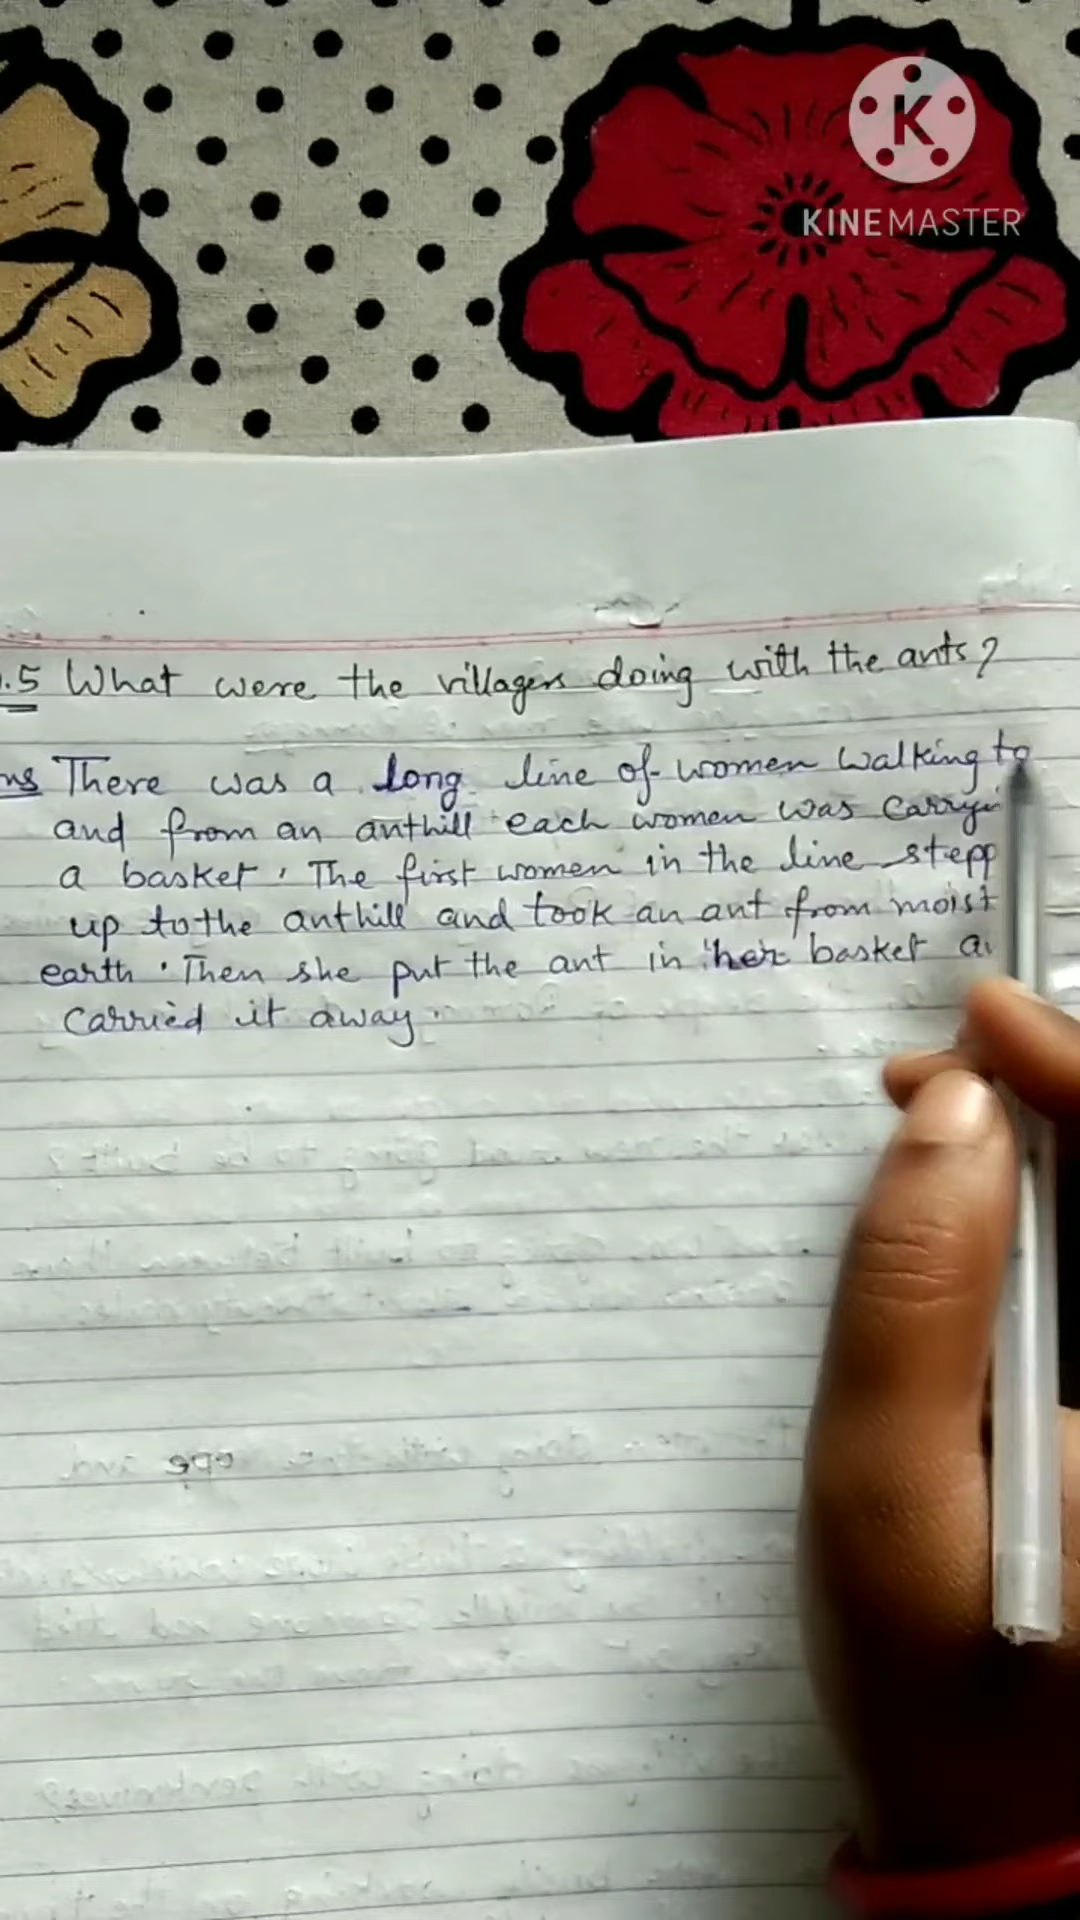 K
KINEMASTER
.5 What were the villagers doing with the ants?
ns There was a long line of women walking to
and from an anthill each women was carryi
a basket. The first women in the line stepp
up to the anthill and took an ant from moist
earth. Then she put the ant in her basket a
carried it away.